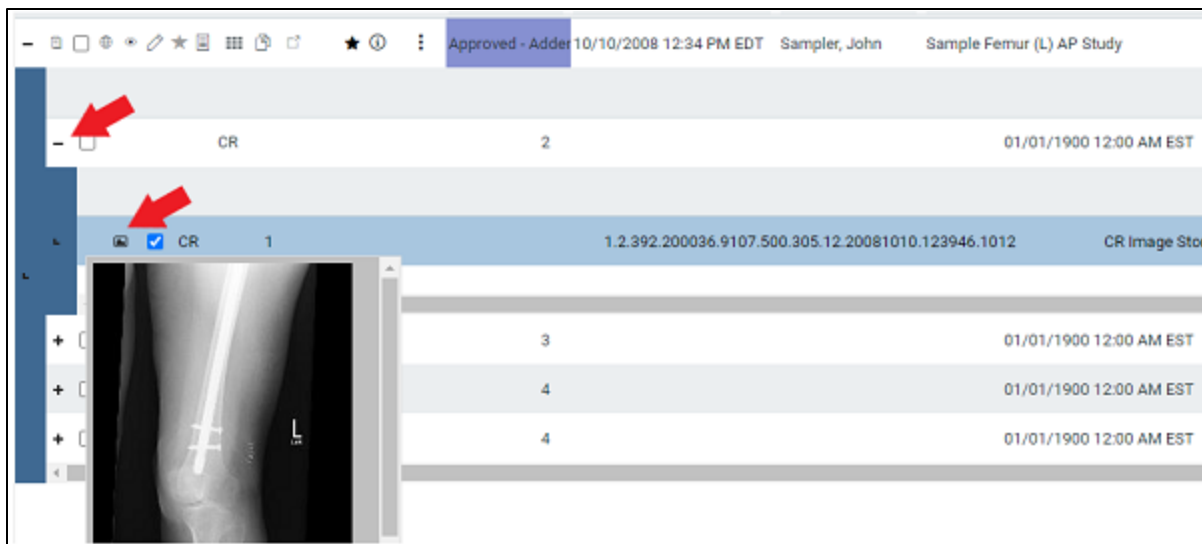 Approved - Adder 10/10/2008 12:34 PM EDT Sampler, John Sample Femur (L) AP Study
CR 2 01/01/1900 12:00 AM EST
CR 1 1.2.392.200036.9107.500.305.12.20081010.123946.1012 CR Image Sto
L
3 01/01/1900 12:00 AM EST
4 01/01/1900 12:00 AM EST
4 01/01/1900 12:00 AM EST